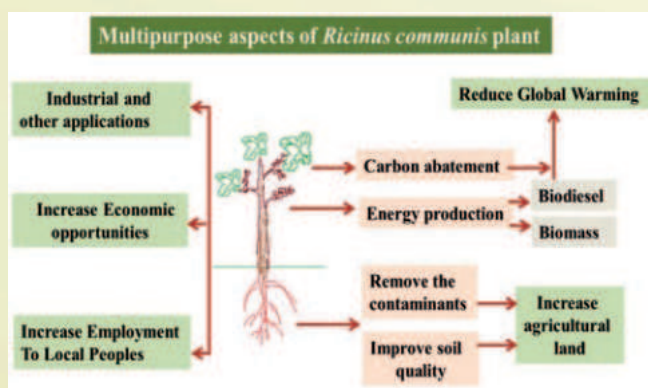 Multipurpose aspects of Ricinus communis plant
Industrial and
other applications
Increase Economic
opportunities
Increase Employment
To Local Peoples
Reduce Global Warming
Carbon abatement
Energy production
Biodiesel
Biomass
Remove the
contaminants
Improve soil
quality
Increase
agricultural
land